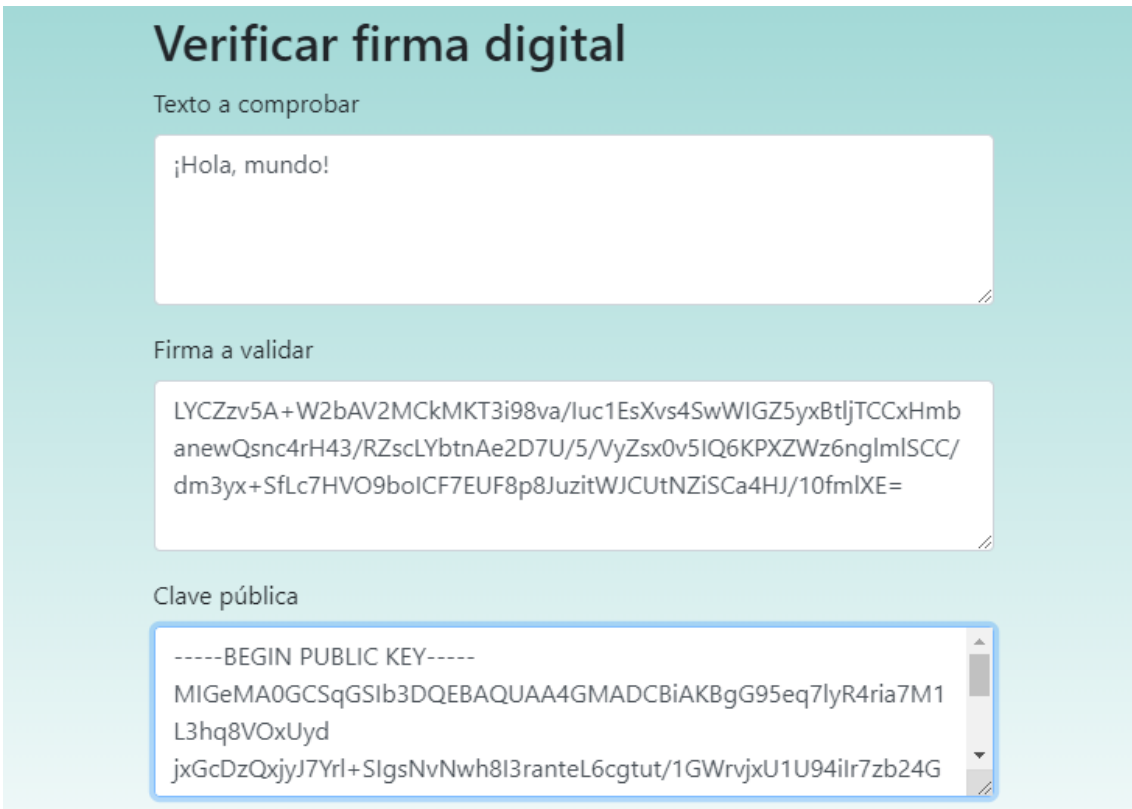 Verificar firma digital
Texto a comprobar
¡Hola, mundo!
Firma a validar
LYCZzv5A+W2bAV2MCkMKT3i98va/Iuc1EsXvs4SwWIGZ5yxBtljTCCxHmb
anewQsnc4rH43/RZscLYbtnAe2D7U/5/VyZsx0v5IQ6KPXZWz6nglmlSCC/
dm3yx+SfLc7HVO9boICF7EUF8p8JuzitWJCUtNZiSCa4HJ/10fmlXE=
Clave pública
-----BEGIN PUBLIC KEY-----
MIGeMA0GCSqGSIb3DQEBAQUAA4GMADCBiAKBgG95eq7lyR4ria7M1
L3hq8VOxUyd
jxGcDzQxjyJ7Yrl+SIgsNvNwh8I3ranteL6cgtut/1GWrvjxU1U94iIr7zb24G